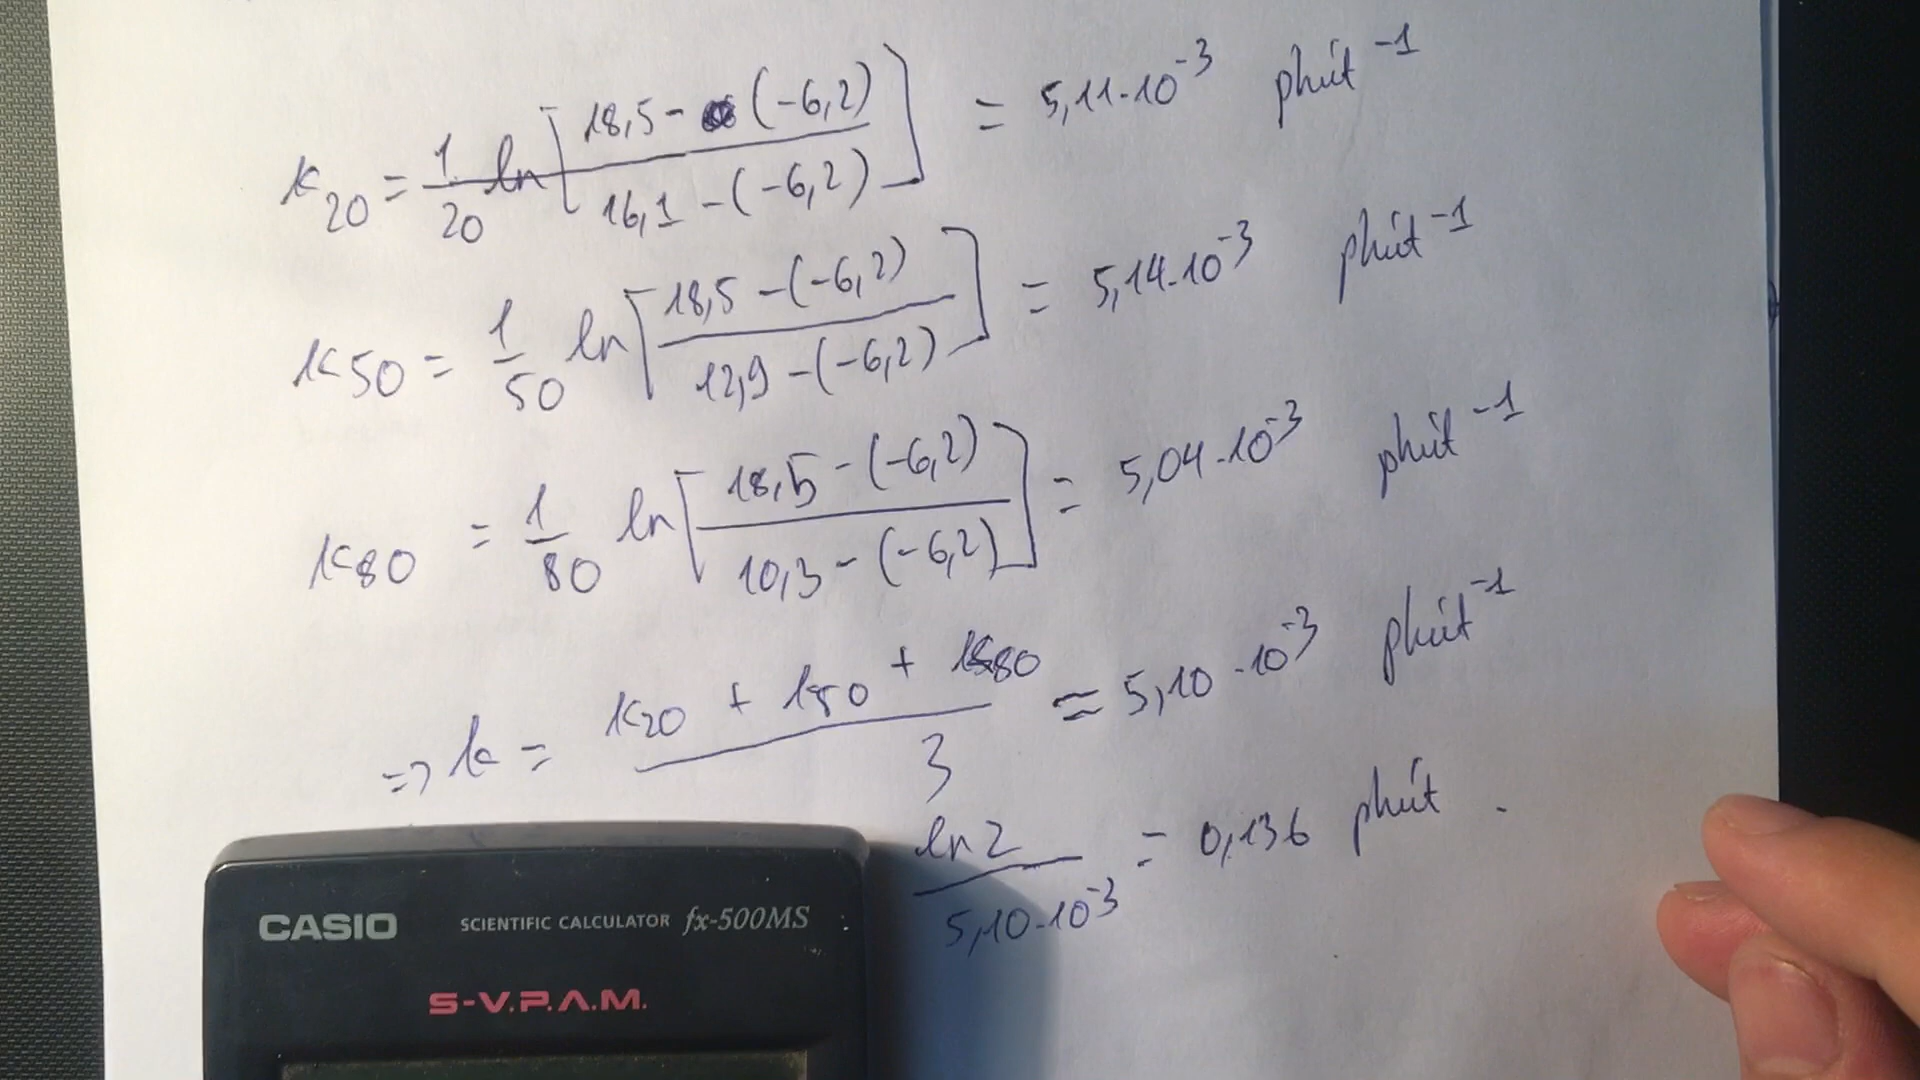 k20 = 1/20 ln[(18,5 - (-6,2))/(16,1 - (-6,2))] = 5,11.10^-3 phút^-1
k50 = 1/50 ln[(18,5 - (-6,2))/(12,9 - (-6,2))] = 5,14.10^-3 phút^-1
k80 = 1/80 ln[(18,5 - (-6,2))/(10,3 - (-6,2))] = 5,04.10^-3 phút^-1
=> k = (k20 + k50 + k80)/3 ≈ 5,10.10^-3 phút^-1
ln2/(5,10.10^-3) = 0,136 phút.
CASIO SCIENTIFIC CALCULATOR fx-500MS
S-V.P.A.M.